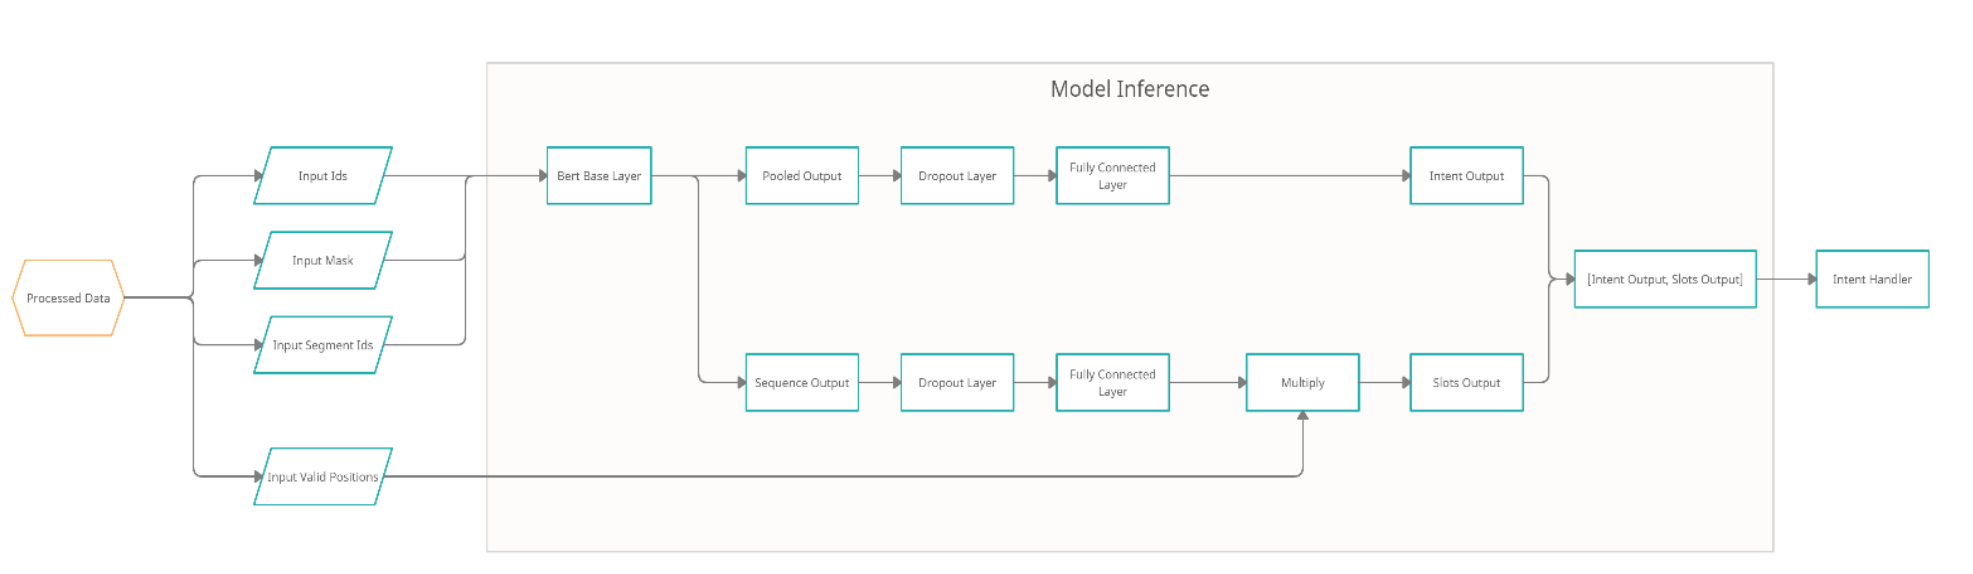 Model Inference
Input Ids
Bert Base Layer
Pooled Output
Dropout Layer
Fully Connected
Layer
Intent Output
Input Mask
Processed Data
[Intent Output, Slots Output]
Intent Handler
Input Segment Ids
Sequence Output
Dropout Layer
Fully Connected
Layer
Multiply
Slots Output
Input Valid Positions